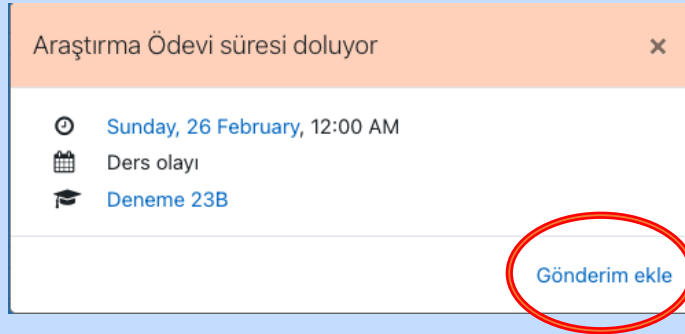 Araştırma Ödevi süresi doluyor ×
Sunday, 26 February, 12:00 AM
Ders olayı
Deneme 23B
Gönderim ekle